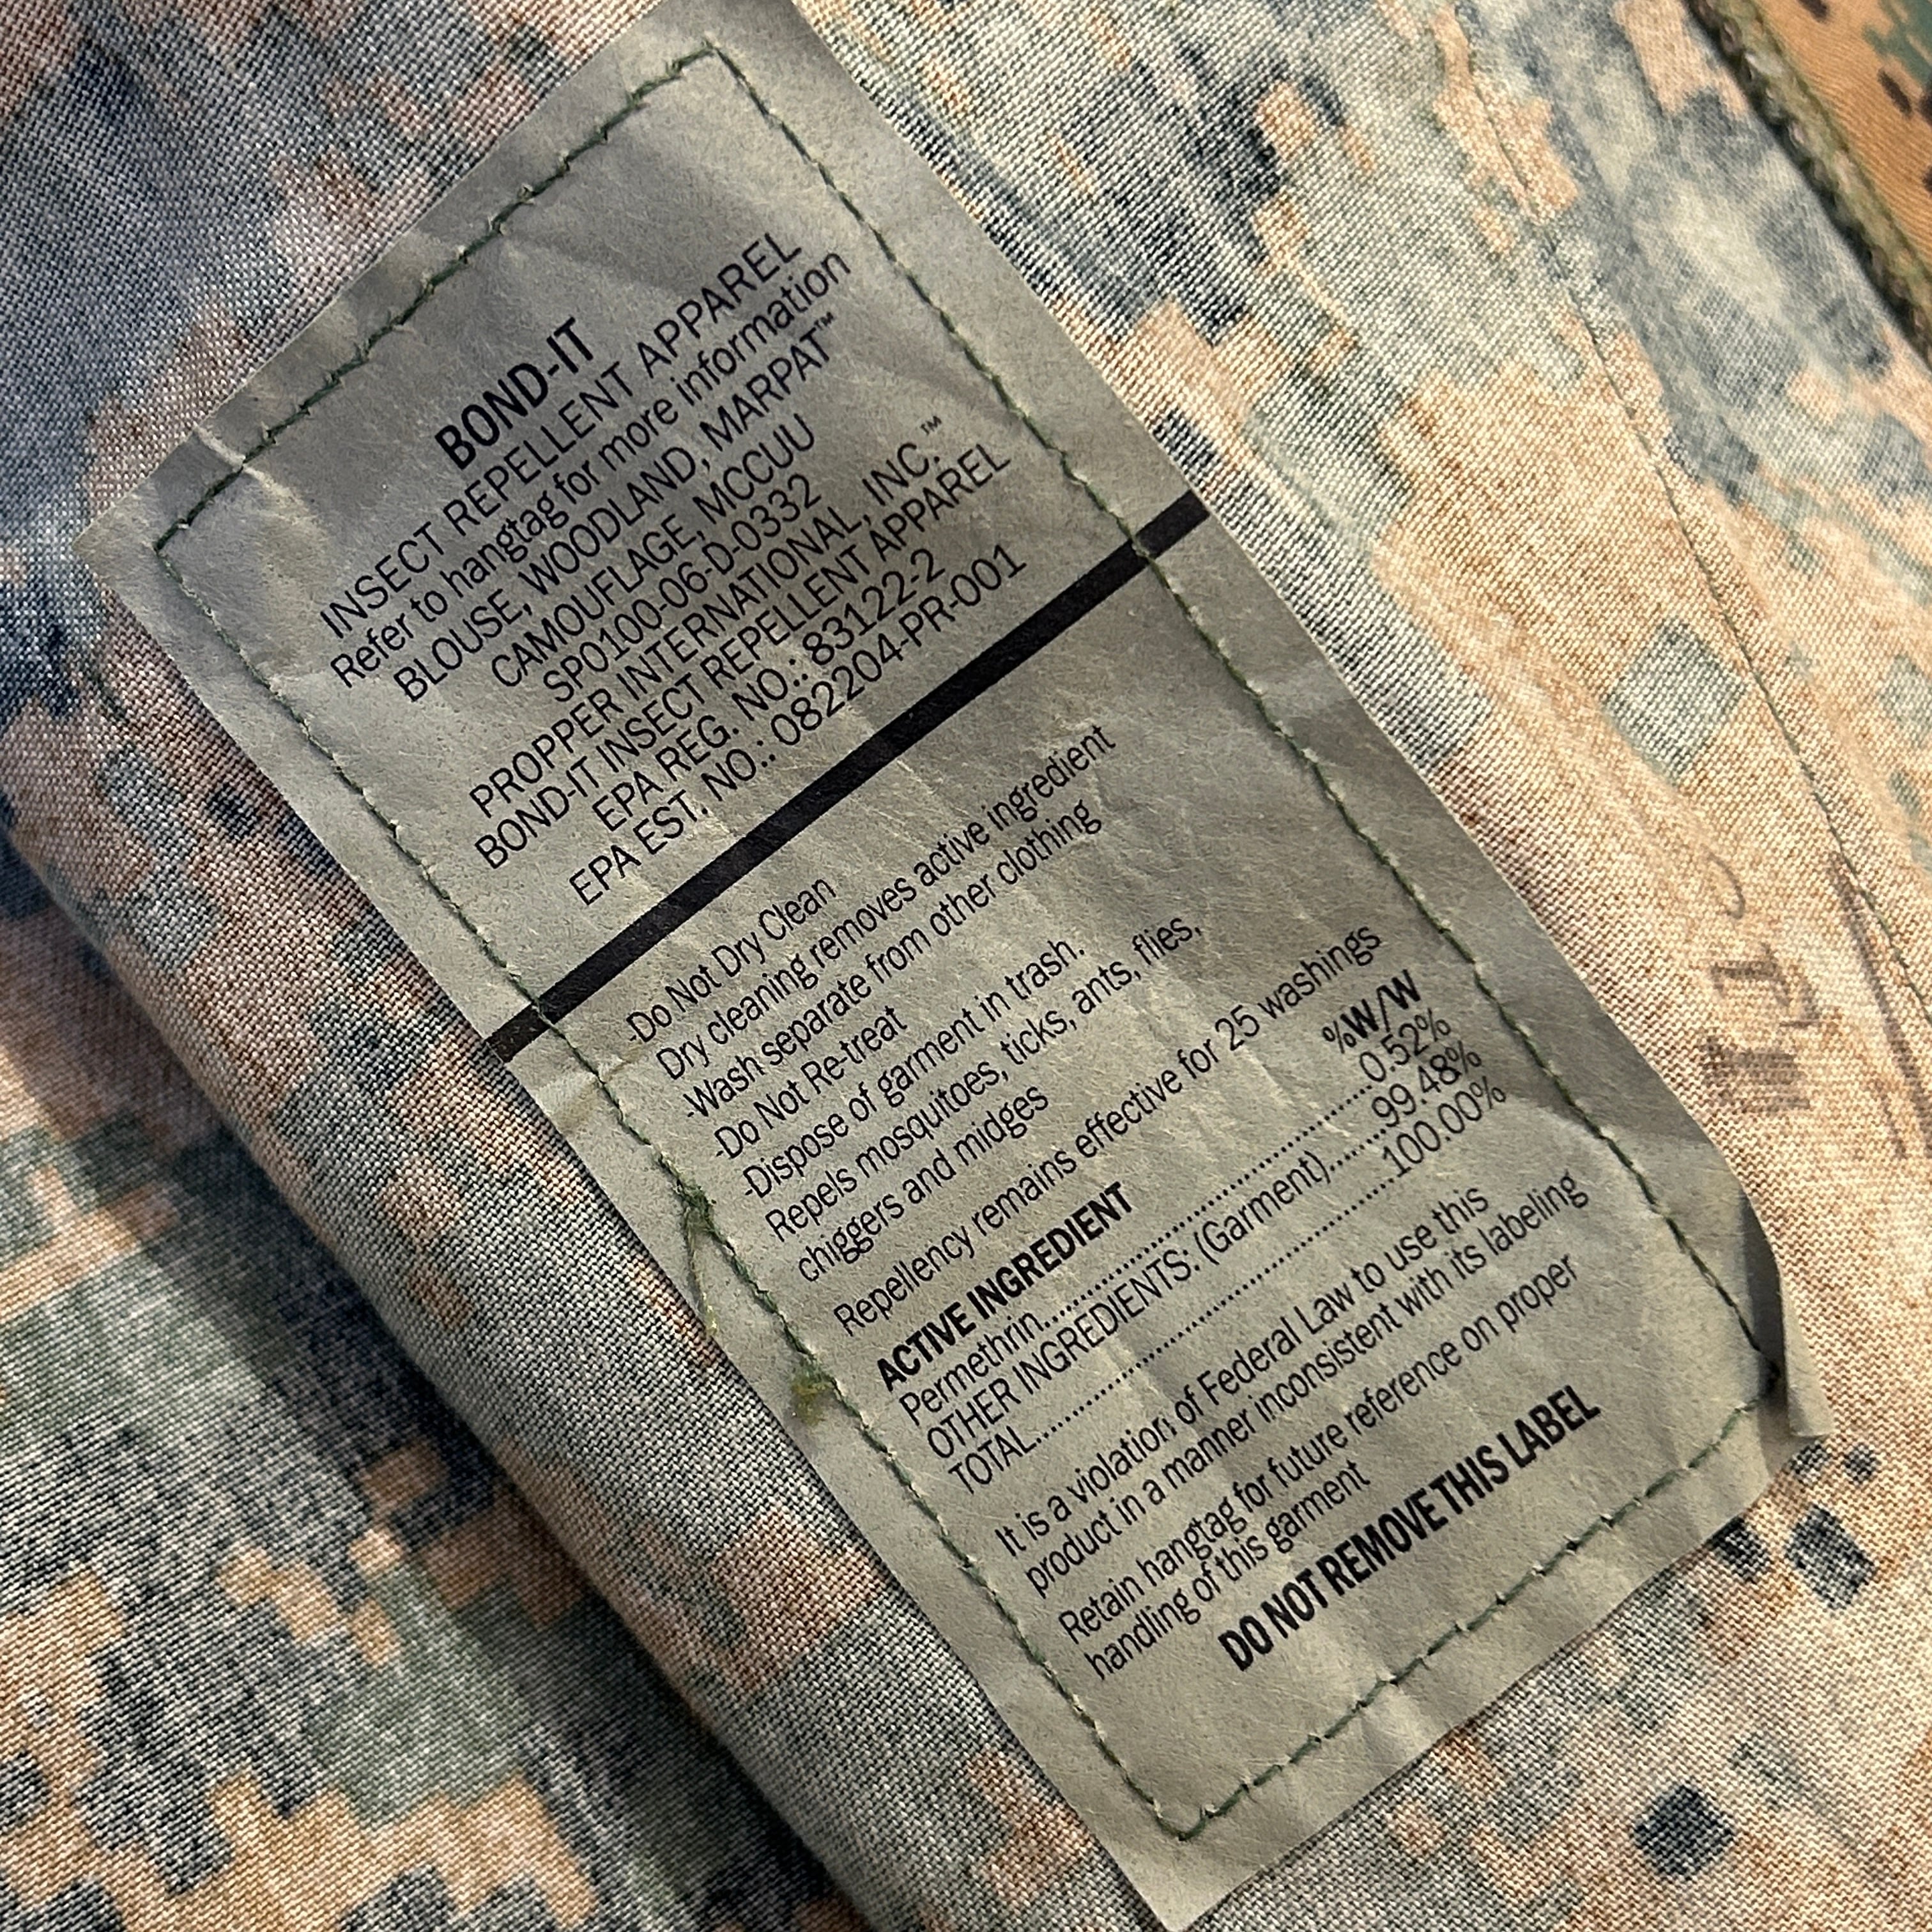 BOND-IT
INSECT REPELLENT APPAREL
Refer to hangtag for more information
BLOUSE, WOODLAND, MARPAT™
CAMOUFLAGE, MCCUU
SP0100-06-D-0332
PROPPER INTERNATIONAL, INC.™
BOND-IT INSECT REPELLENT APPAREL
EPA REG. NO.: 83122-2
EPA EST. NO.: 082204-PR-001
-Do Not Dry Clean
Dry cleaning removes active ingredient
-Wash separate from other clothing
-Do Not Re-treat
-Dispose of garment in trash.
Repels mosquitoes, ticks, ants, flies,
chiggers and midges
Repellency remains effective for 25 washings
ACTIVE INGREDIENT %W/W
Permethrin..............................................0.52%
OTHER INGREDIENTS: (Garment)......99.48%
TOTAL.................................................100.00%
It is a violation of Federal Law to use this
product in a manner inconsistent with its labeling
Retain hangtag for future reference on proper
handling of this garment
DO NOT REMOVE THIS LABEL